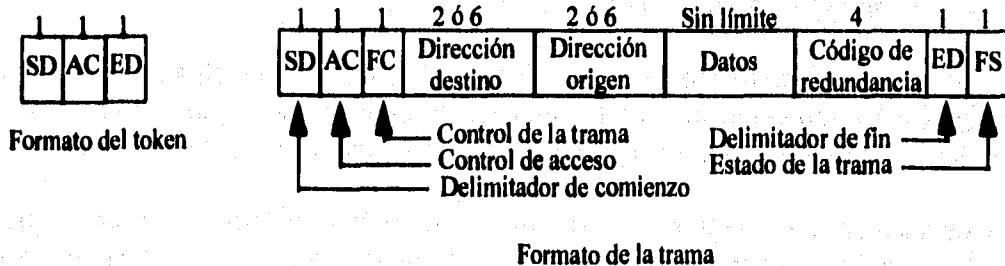 1 1 1
SD AC ED
Formato del token
1 1 1 2 ó 6 2 ó 6 Sin límite 4 1 1
SD AC FC Dirección destino Dirección origen Datos Código de redundancia ED FS
Control de la trama
Control de acceso
Delimitador de comienzo
Delimitador de fin
Estado de la trama
Formato de la trama